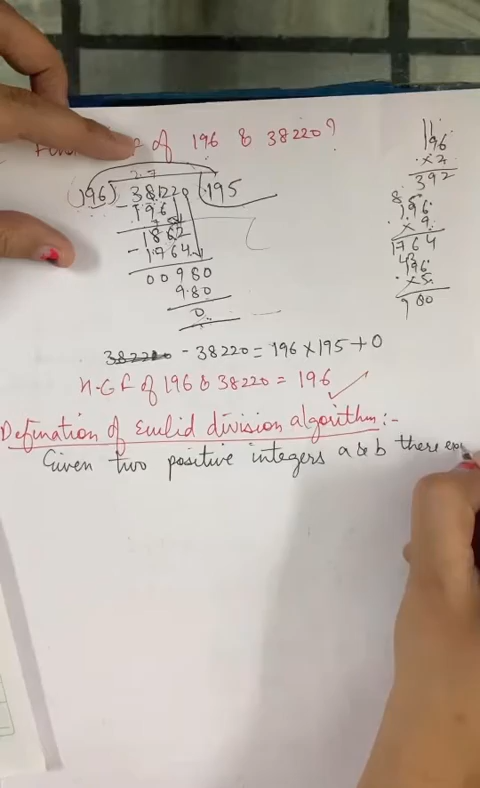 of 196 & 38220?
2 7
196) 38220 (195
- 196
1862
- 1764
00980
980
0
196
×2
392
196
× 9
1764
196
×5
980
- 38220 = 196 × 195 + 0
H.C.F of 196 & 38220 = 196 ✓
Defination of Euclid division algorithm:-
Given two positive integers a & b there ex